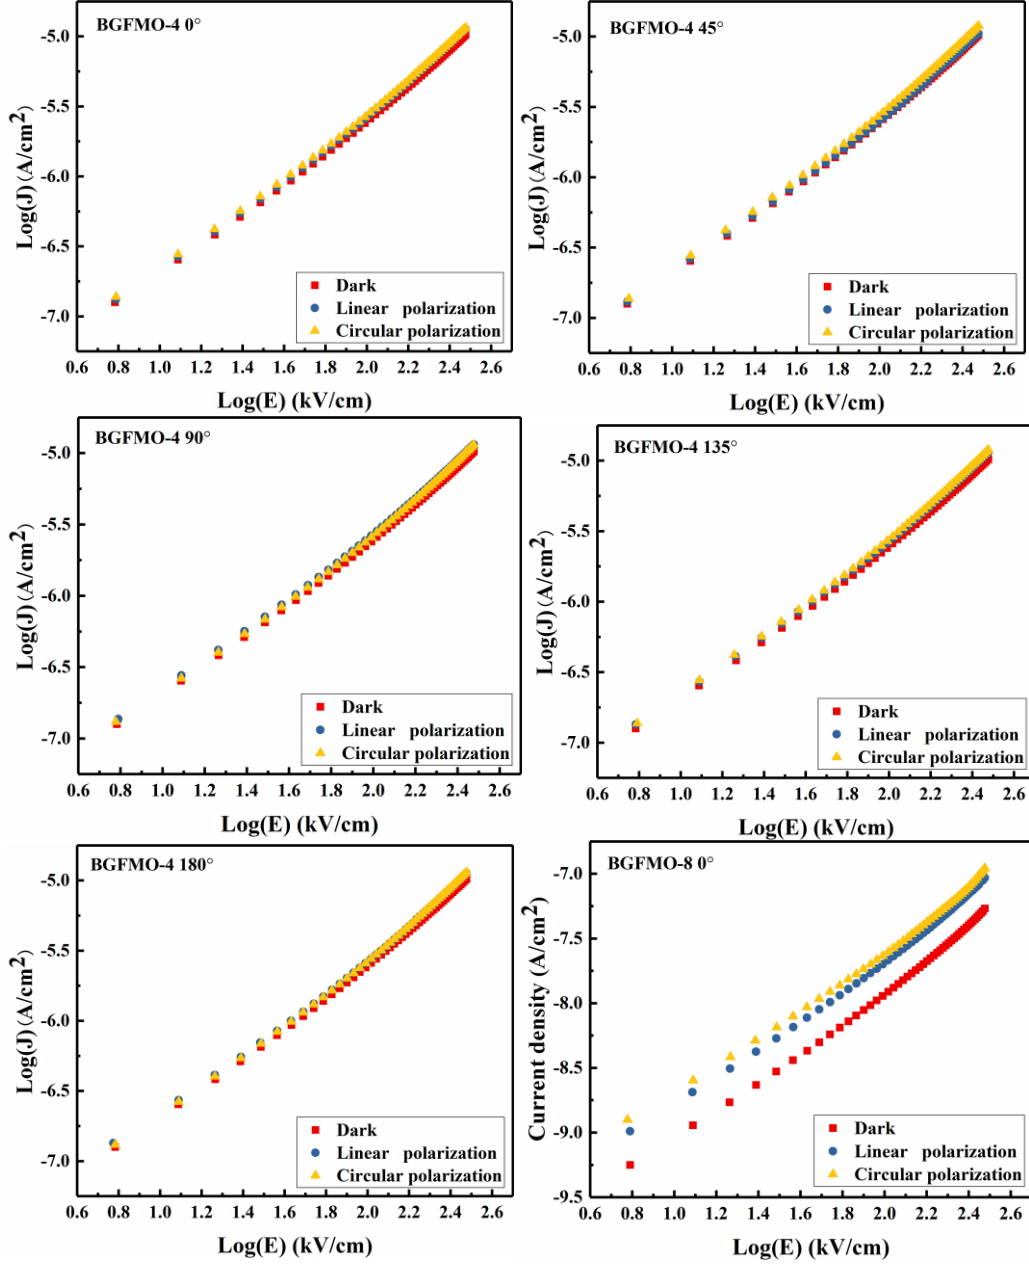 BGFMO-4 0°
Log(J) (A/cm²)
-5.0
-5.5
-6.0
-6.5
-7.0
Dark
Linear polarization
Circular polarization
0.6 0.8 1.0 1.2 1.4 1.6 1.8 2.0 2.2 2.4 2.6
Log(E) (kV/cm)
BGFMO-4 45°
Log(J) (A/cm²)
-5.0
-5.5
-6.0
-6.5
-7.0
Dark
Linear polarization
Circular polarization
0.6 0.8 1.0 1.2 1.4 1.6 1.8 2.0 2.2 2.4 2.6
Log(E) (kV/cm)
BGFMO-4 90°
Log(J) (A/cm²)
-5.0
-5.5
-6.0
-6.5
-7.0
Dark
Linear polarization
Circular polarization
0.6 0.8 1.0 1.2 1.4 1.6 1.8 2.0 2.2 2.4 2.6
Log(E) (kV/cm)
BGFMO-4 135°
Log(J) (A/cm²)
-5.0
-5.5
-6.0
-6.5
-7.0
Dark
Linear polarization
Circular polarization
0.6 0.8 1.0 1.2 1.4 1.6 1.8 2.0 2.2 2.4 2.6
Log(E) (kV/cm)
BGFMO-4 180°
Log(J) (A/cm²)
-5.0
-5.5
-6.0
-6.5
-7.0
Dark
Linear polarization
Circular polarization
0.6 0.8 1.0 1.2 1.4 1.6 1.8 2.0 2.2 2.4 2.6
Log(E) (kV/cm)
BGFMO-8 0°
Current density (A/cm²)
-7.0
-7.5
-8.0
-8.5
-9.0
-9.5
Dark
Linear polarization
Circular polarization
0.6 0.8 1.0 1.2 1.4 1.6 1.8 2.0 2.2 2.4 2.6
Log(E) (kV/cm)